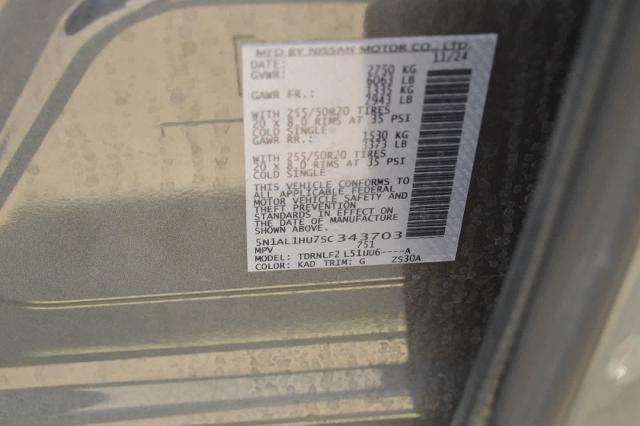 MFD BY NISSAN MOTOR CO., LTD.
DATE: 11/24
GVWR: 2750 KG
6063 LB
GAWR FR.: 1335 KG
2943 LB
WITH 255/50R20 TIRES
20 X 8.0 RIMS AT 35 PSI
COLD SINGLE
GAWR RR.: 1530 KG
3373 LB
WITH 255/50R20 TIRES
20 X 8.0 RIMS AT 35 PSI
COLD SINGLE
THIS VEHICLE CONFORMS TO
ALL APPLICABLE FEDERAL
MOTOR VEHICLE SAFETY AND
THEFT PREVENTION
STANDARDS IN EFFECT ON
THE DATE OF MANUFACTURE
SHOWN ABOVE.
5N1AL1HU7SC343703
MPV 751
MODEL: TDRNLF2 L51UU6----A
COLOR: KAD TRIM: G ZS30A